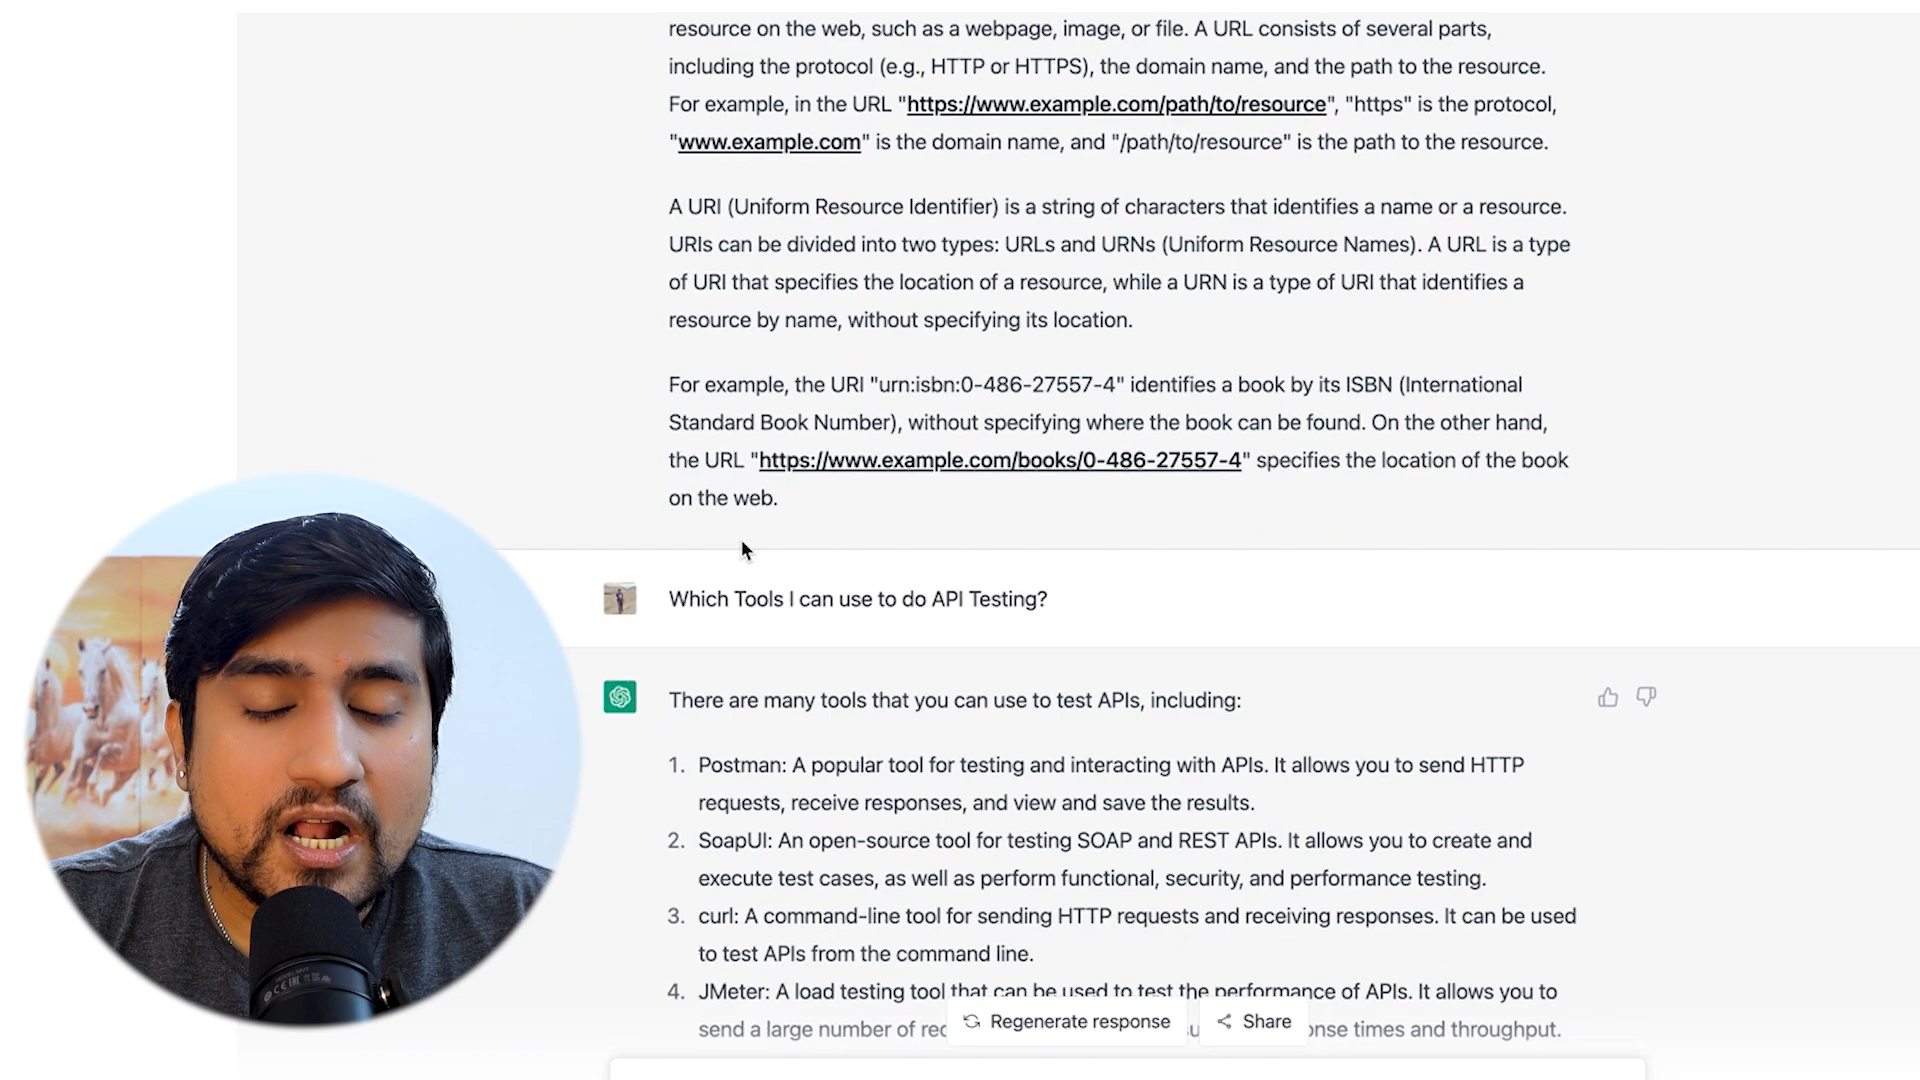 resource on the web, such as a webpage, image, or file. A URL consists of several parts,
including the protocol (e.g., HTTP or HTTPS), the domain name, and the path to the resource.
For example, in the URL "https://www.example.com/path/to/resource", "https" is the protocol,
"www.example.com" is the domain name, and "/path/to/resource" is the path to the resource.
A URI (Uniform Resource Identifier) is a string of characters that identifies a name or a resource.
URIs can be divided into two types: URLs and URNs (Uniform Resource Names). A URL is a type
of URI that specifies the location of a resource, while a URN is a type of URI that identifies a
resource by name, without specifying its location.
For example, the URI "urn:isbn:0-486-27557-4" identifies a book by its ISBN (International
Standard Book Number), without specifying where the book can be found. On the other hand,
the URL "https://www.example.com/books/0-486-27557-4" specifies the location of the book
on the web.
Which Tools I can use to do API Testing?
There are many tools that you can use to test APIs, including:
1. Postman: A popular tool for testing and interacting with APIs. It allows you to send HTTP
requests, receive responses, and view and save the results.
2. SoapUI: An open-source tool for testing SOAP and REST APIs. It allows you to create and
execute test cases, as well as perform functional, security, and performance testing.
3. curl: A command-line tool for sending HTTP requests and receiving responses. It can be used
to test APIs from the command line.
4. JMeter: A load testing tool that can be used to test the performance of APIs. It allows you to
send a large number of times and throughput.
Regenerate response
Share